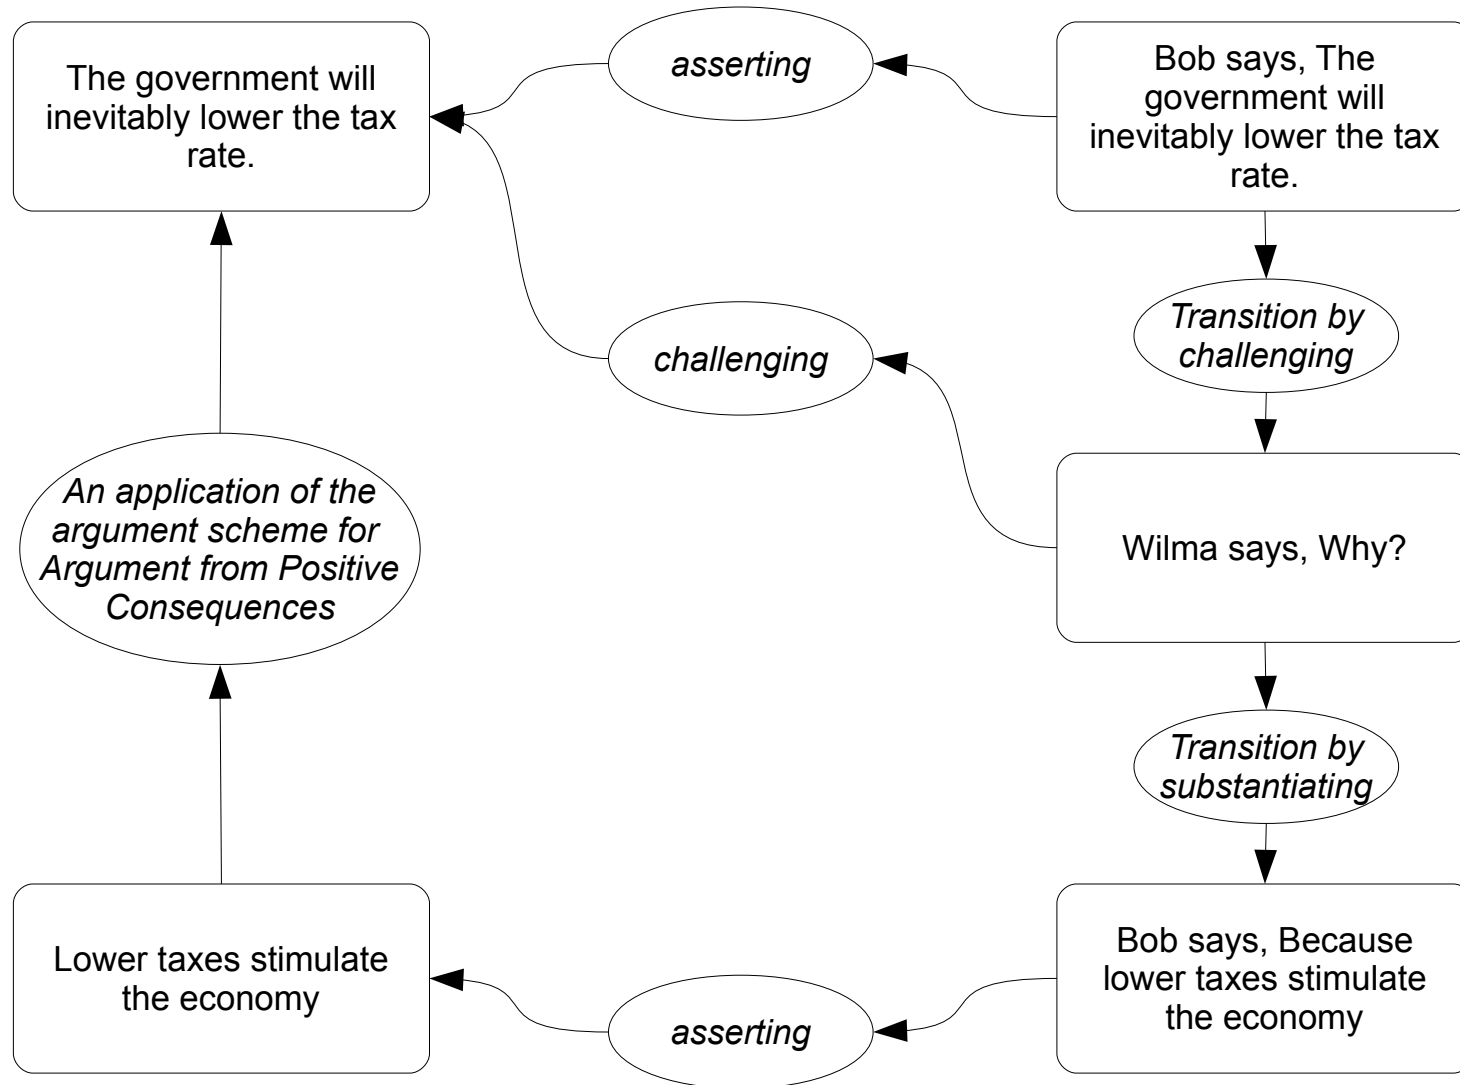 The government will
inevitably lower the tax
rate.
asserting
Bob says, The
government will
inevitably lower the tax
rate.
Transition by
challenging
challenging
An application of the
argument scheme for
Argument from Positive
Consequences
Wilma says, Why?
Transition by
substantiating
Lower taxes stimulate
the economy
asserting
Bob says, Because
lower taxes stimulate
the economy